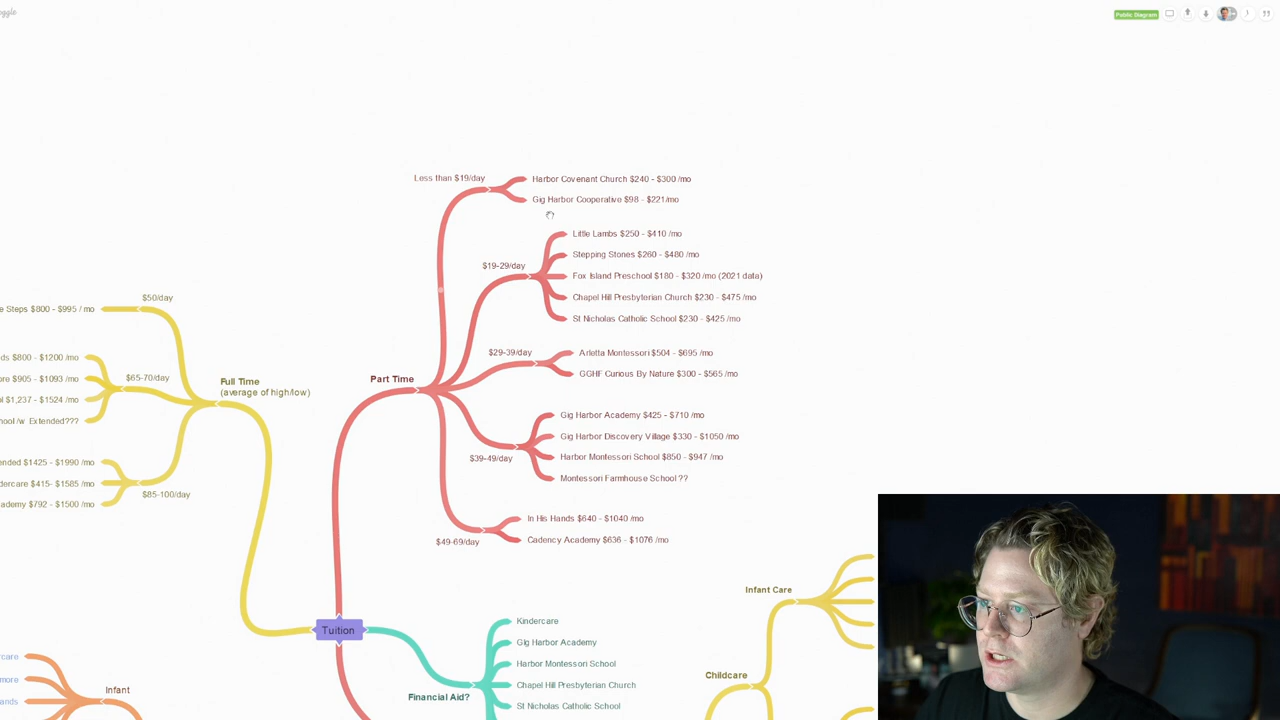 oggle
Public Diagram
Less than $19/day
Harbor Covenant Church $240 - $300 /mo
Gig Harbor Cooperative $98 - $221/mo
$19-29/day
Little Lambs $250 - $410 /mo
Stepping Stones $260 - $480 /mo
Fox Island Preschool $180 - $320 /mo (2021 data)
Chapel Hill Presbyterian Church $230 - $475 /mo
St Nicholas Catholic School $230 - $425 /mo
$29-39/day
Arletta Montessori $504 - $695 /mo
GGHF Curious By Nature $300 - $565 /mo
Part Time
$39-49/day
Gig Harbor Academy $425 - $710 /mo
Gig Harbor Discovery Village $330 - $1050 /mo
Harbor Montessori School $850 - $947 /mo
Montessori Farmhouse School ??
$49-69/day
In His Hands $640 - $1040 /mo
Cadency Academy $636 - $1076 /mo
$50/day
e Steps $800 - $995 / mo
$65-70/day
ds $800 - $1200 /mo
ore $905 - $1093 /mo
ol $1,237 - $1524 /mo
hool /w Extended???
Full Time
(average of high/low)
$85-100/day
ended $1425 - $1990 /mo
ndercare $415- $1585 /mo
cademy $792 - $1500 /mo
Tuition
Financial Aid?
Kindercare
Gig Harbor Academy
Harbor Montessori School
Chapel Hill Presbyterian Church
St Nicholas Catholic School
Infant Care
Childcare
Infant
rcare
more
ands